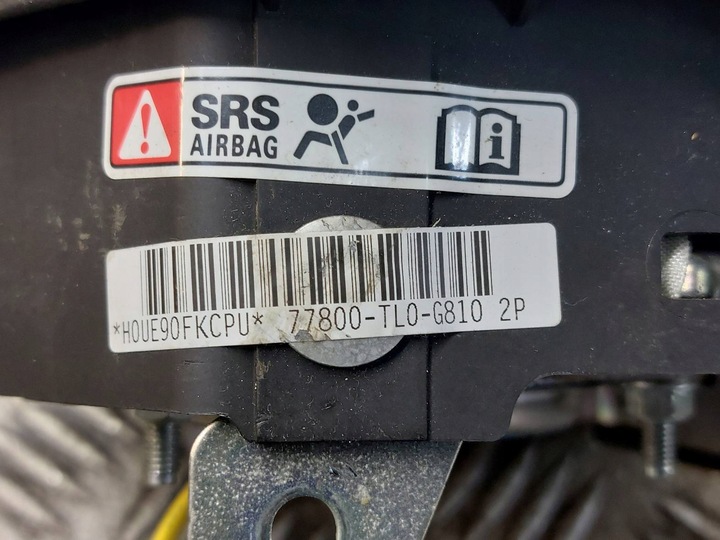 SRS
AIRBAG
i
*H0UE90FKCPU* 77800-TL0-G810 2P